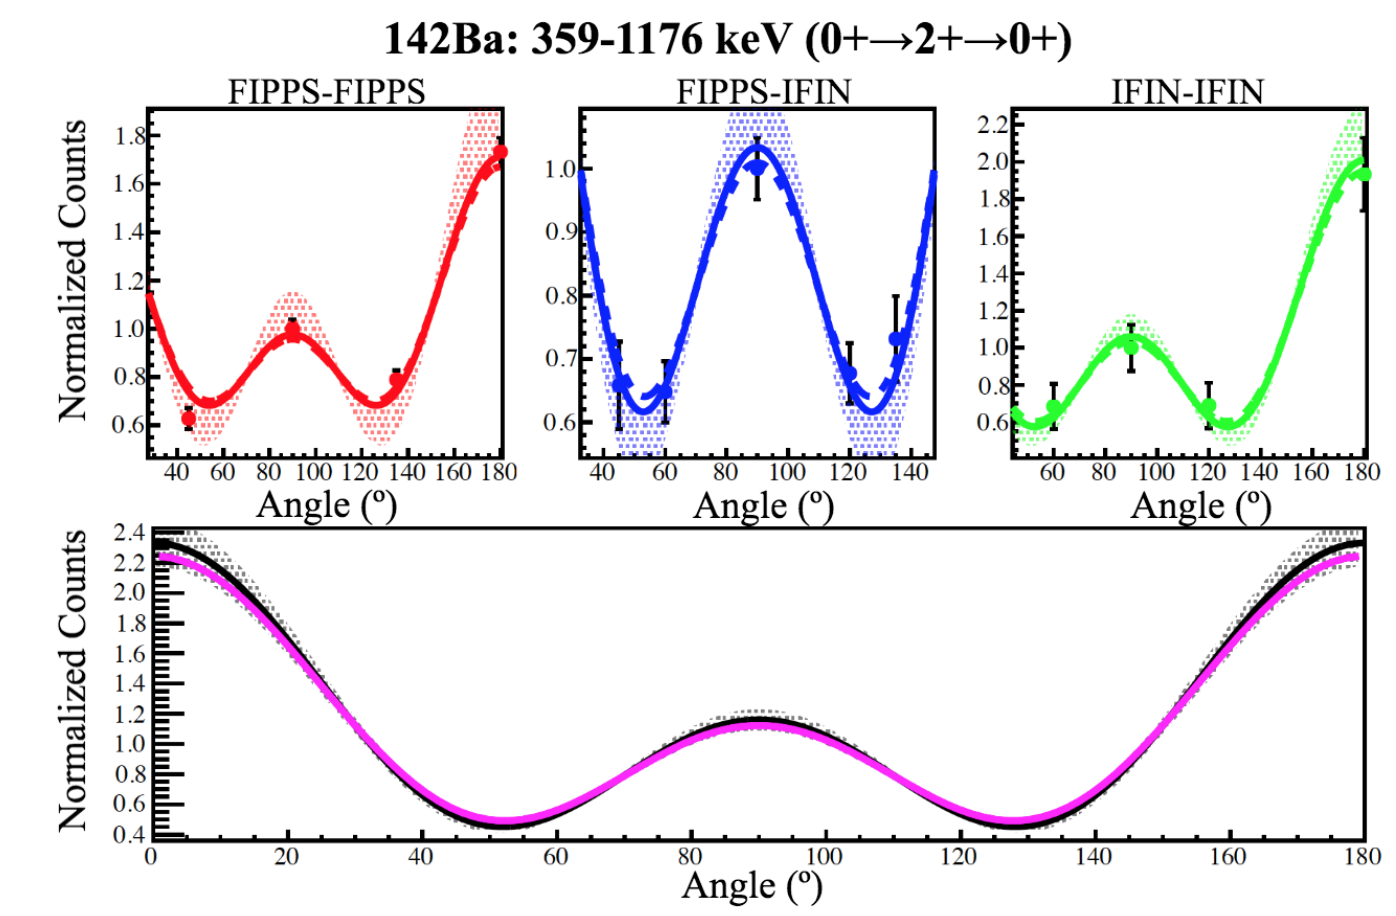 142Ba: 359-1176 keV (0+→2+→0+)
FIPPS-FIPPS
FIPPS-IFIN
IFIN-IFIN
Normalized Counts
1.8
1.6
1.4
1.2
1.0
0.8
0.6
40 60 80 100 120 140 160 180
Angle (º)
1.0
0.9
0.8
0.7
0.6
40 60 80 100 120 140
Angle (º)
2.2
2.0
1.8
1.6
1.4
1.2
1.0
0.8
0.6
60 80 100 120 140 160 180
Angle (º)
Normalized Counts
2.4
2.2
2.0
1.8
1.6
1.4
1.2
1.0
0.8
0.6
0.4
0 20 40 60 80 100 120 140 160 180
Angle (º)